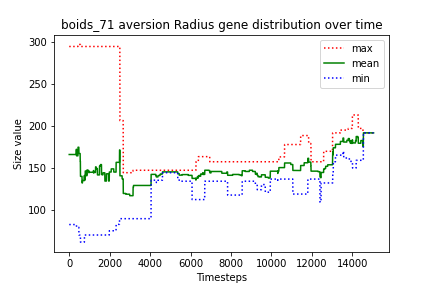 boids_71 aversion Radius gene distribution over time
max
mean
min
Size value
300
250
200
150
100
0
2000
4000
6000
8000
10000
12000
14000
Timesteps